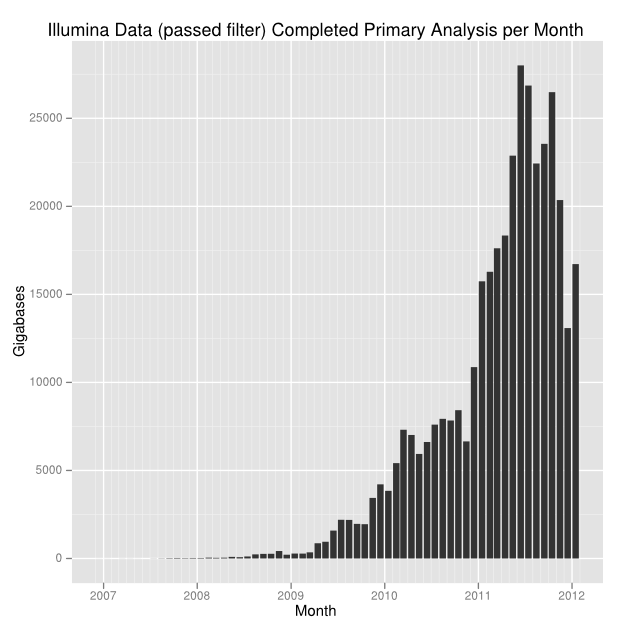 Illumina Data (passed filter) Completed Primary Analysis per Month
25000
20000
15000
10000
5000
0
Gigabases
2007 2008 2009 2010 2011 2012
Month